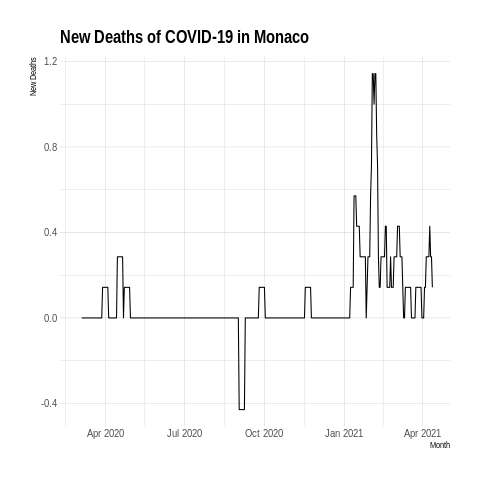 New Deaths of COVID-19 in Monaco
New Deaths
1.2
0.8
0.4
0.0
-0.4
Apr 2020 Jul 2020 Oct 2020 Jan 2021 Apr 2021
Month